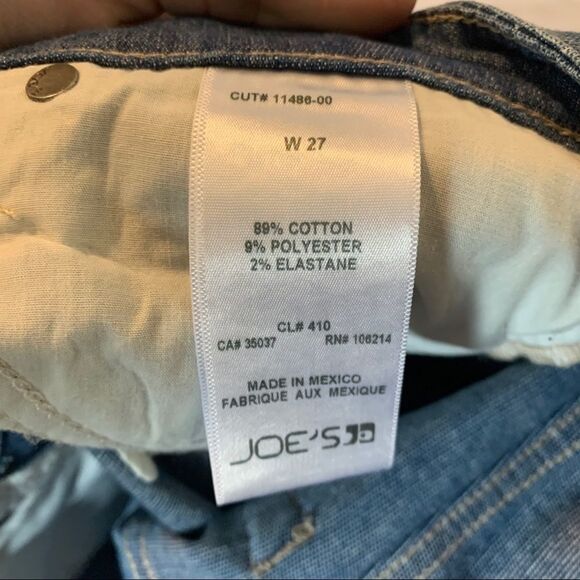 CUT# 11486-00
W 27
89% COTTON
9% POLYESTER
2% ELASTANE
CL# 410
CA# 35037 RN# 106214
MADE IN MEXICO
FABRIQUE AUX MEXIQUE
JOE'S